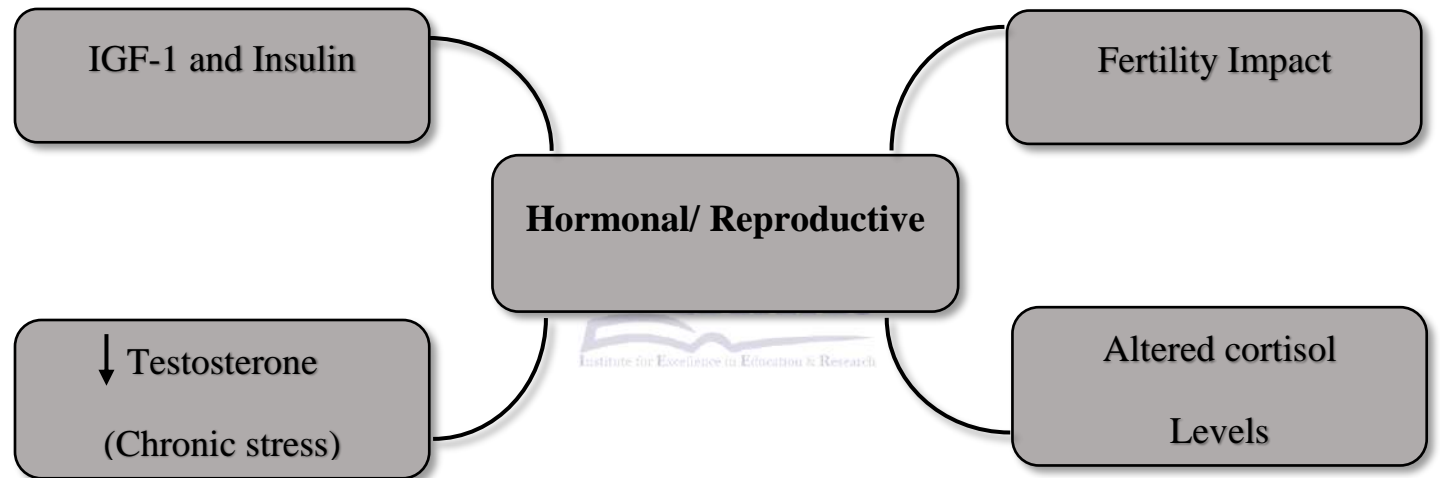 IGF-1 and Insulin
Fertility Impact
Hormonal/ Reproductive
↓ Testosterone
(Chronic stress)
Institute for Excellence in Education & Research
Altered cortisol
Levels